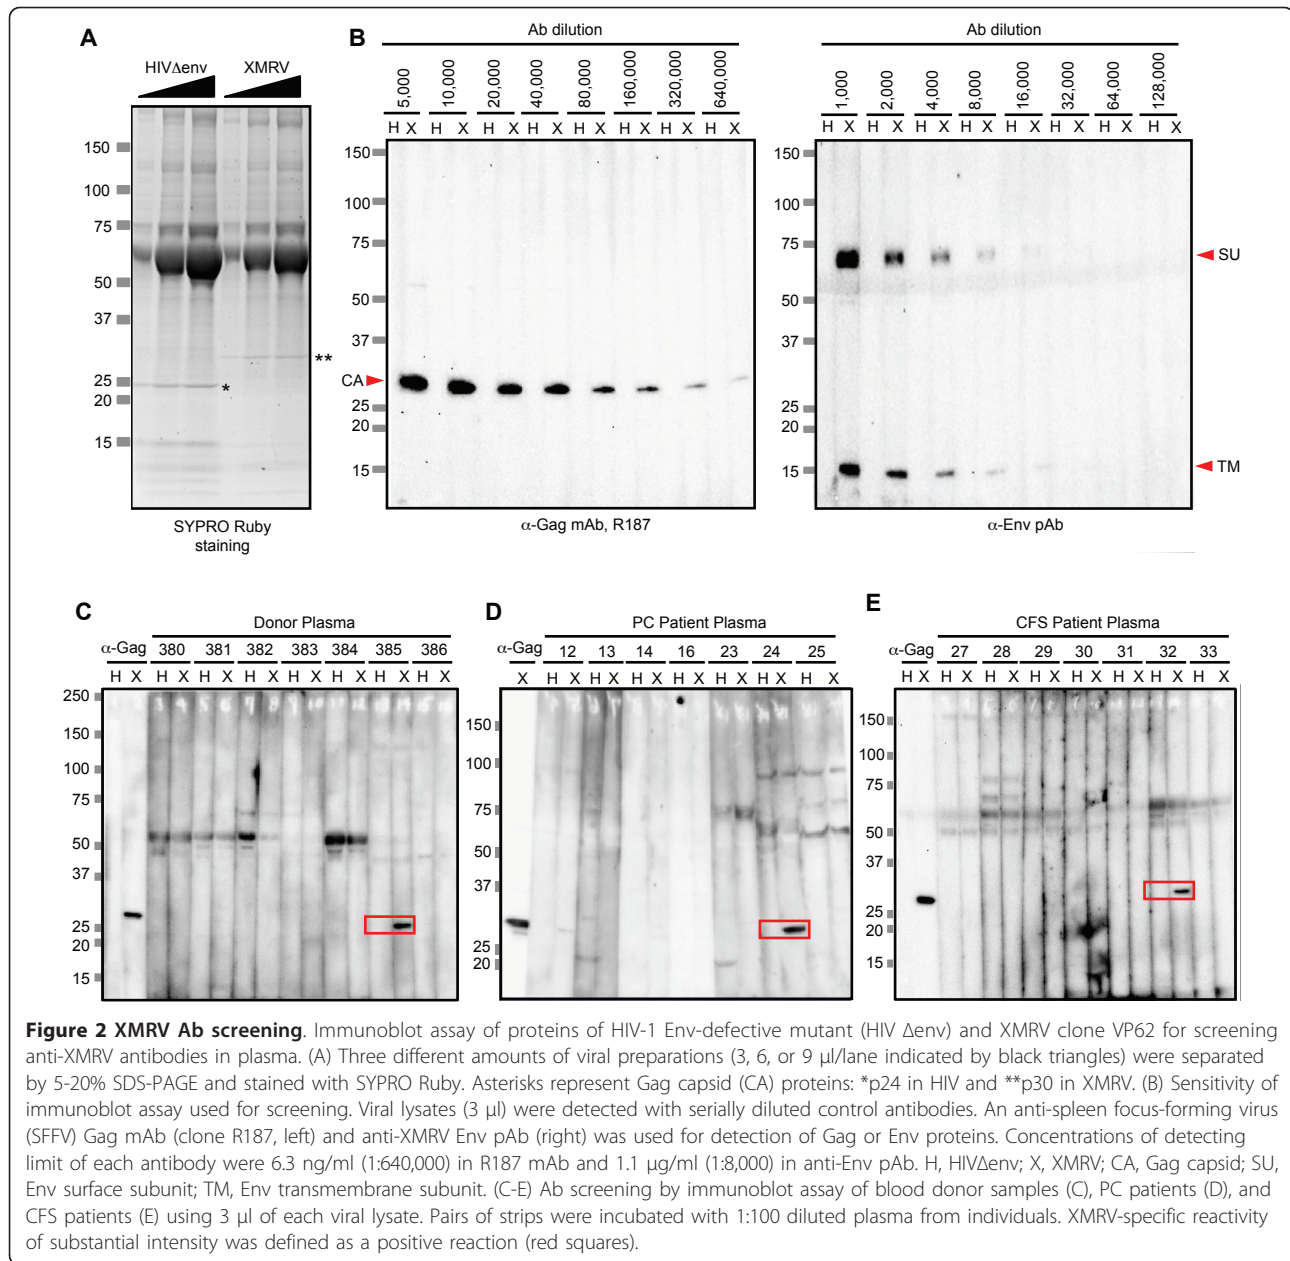 A
HIVΔenv XMRV
150
100
75
50
37
25
20
15
**
*
SYPRO Ruby
staining
B
Ab dilution
5,000 10,000 20,000 40,000 80,000 160,000 320,000 640,000
H X H X H X H X H X H X H X H X
150
100
75
50
37
CA
25
20
15
α-Gag mAb, R187
Ab dilution
1,000 2,000 4,000 8,000 16,000 32,000 64,000 128,000
H X H X H X H X H X H X H X H X
150
100
75
SU
50
37
25
20
15
TM
α-Env pAb
C
Donor Plasma
α-Gag 380 381 382 383 384 385 386
H X H X H X H X H X H X H X H X
250
150
100
75
50
37
25
20
15
D
PC Patient Plasma
α-Gag 12 13 14 16 23 24 25
X H X H X H X H X H X H X H X
150
100
75
50
37
25
20
E
CFS Patient Plasma
α-Gag 27 28 29 30 31 32 33
H X H X H X H X H X H X H X H X
150
100
75
50
37
25
20
15
Figure 2 XMRV Ab screening. Immunoblot assay of proteins of HIV-1 Env-defective mutant (HIV Δenv) and XMRV clone VP62 for screening
anti-XMRV antibodies in plasma. (A) Three different amounts of viral preparations (3, 6, or 9 μl/lane indicated by black triangles) were separated
by 5-20% SDS-PAGE and stained with SYPRO Ruby. Asterisks represent Gag capsid (CA) proteins: *p24 in HIV and **p30 in XMRV. (B) Sensitivity of
immunoblot assay used for screening. Viral lysates (3 μl) were detected with serially diluted control antibodies. An anti-spleen focus-forming virus
(SFFV) Gag mAb (clone R187, left) and anti-XMRV Env pAb (right) was used for detection of Gag or Env proteins. Concentrations of detecting
limit of each antibody were 6.3 ng/ml (1:640,000) in R187 mAb and 1.1 μg/ml (1:8,000) in anti-Env pAb. H, HIVΔenv; X, XMRV; CA, Gag capsid; SU,
Env surface subunit; TM, Env transmembrane subunit. (C-E) Ab screening by immunoblot assay of blood donor samples (C), PC patients (D), and
CFS patients (E) using 3 μl of each viral lysate. Pairs of strips were incubated with 1:100 diluted plasma from individuals. XMRV-specific reactivity
of substantial intensity was defined as a positive reaction (red squares).